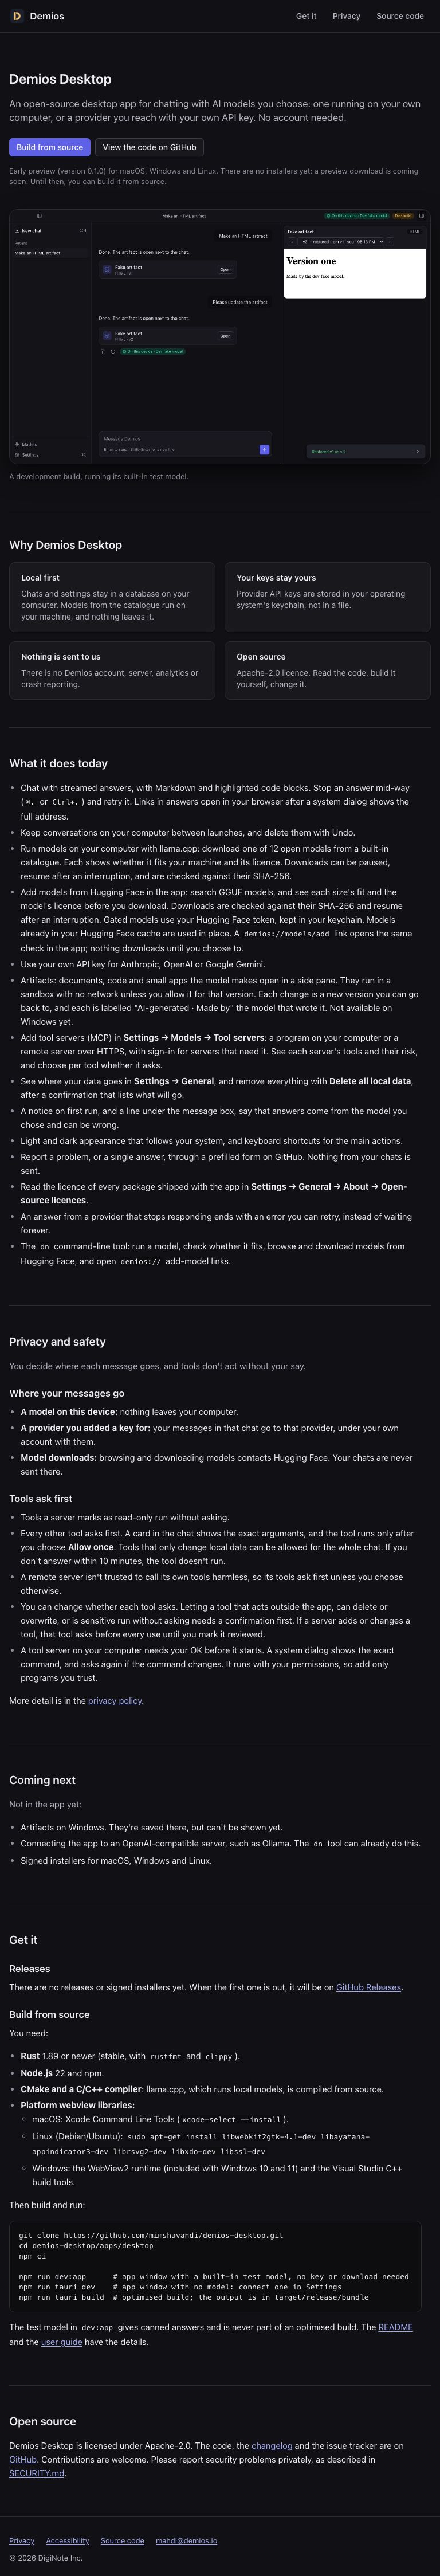 D Demios
Get it Privacy Source code
Demios Desktop
An open-source desktop app for chatting with AI models you choose: one running on your own
computer, or a provider you reach with your own API key. No account needed.
Build from source
View the code on GitHub
Early preview (version 0.1.0) for macOS, Windows and Linux. There are no installers yet: a preview download is coming
soon. Until then, you can build it from source.
Make an HTML artifact
On this device · Dev fake model
Dev build
New chat
Recent
Make an HTML artifact
Models
Settings
Make an HTML artifact
Done. The artifact is open next to the chat.
Fake artifact
HTML · v1
Open
Please update the artifact
Done. The artifact is open next to the chat.
Fake artifact
HTML · v2
Open
On this device · Dev fake model
Message Demios
Enter to send · Shift+Enter for a new line
Fake artifact
HTML
v3 — restored from v1 · you · 05:10 PM
Version one
Made by the dev fake model.
Restored v1 as v3
A development build, running its built-in test model.
Why Demios Desktop
Local first
Chats and settings stay in a database on your
computer. Models from the catalogue run on
your machine, and nothing leaves it.
Your keys stay yours
Provider API keys are stored in your operating
system's keychain, not in a file.
Nothing is sent to us
There is no Demios account, server, analytics or
crash reporting.
Open source
Apache-2.0 licence. Read the code, build it
yourself, change it.
What it does today
• Chat with streamed answers, with Markdown and highlighted code blocks. Stop an answer mid-way
(⌘. or Ctrl+.) and retry it. Links in answers open in your browser after a system dialog shows the
full address.
• Keep conversations on your computer between launches, and delete them with Undo.
• Run models on your computer with llama.cpp: download one of 12 open models from a built-in
catalogue. Each shows whether it fits your machine and its licence. Downloads can be paused,
resume after an interruption, and are checked against their SHA-256.
• Add models from Hugging Face in the app: search GGUF models, and see each size's fit and the
model's licence before you download. Downloads are checked against their SHA-256 and resume
after an interruption. Gated models use your Hugging Face token, kept in your keychain. Models
already in your Hugging Face cache are used in place. A demios://models/add link opens the same
check in the app; nothing downloads until you choose to.
• Use your own API key for Anthropic, OpenAI or Google Gemini.
• Artifacts: documents, code and small apps the model makes open in a side pane. They run in a
sandbox with no network unless you allow it for that version. Each change is a new version you can go
back to, and each is labelled "AI-generated · Made by" the model that wrote it. Not available on
Windows yet.
• Add tool servers (MCP) in Settings → Models → Tool servers: a program on your computer or a
remote server over HTTPS, with sign-in for servers that need it. See each server's tools and their risk,
and choose per tool whether it asks.
• See where your data goes in Settings → General, and remove everything with Delete all local data,
after a confirmation that lists what will go.
• A notice on first run, and a line under the message box, say that answers come from the model you
chose and can be wrong.
• Light and dark appearance that follows your system, and keyboard shortcuts for the main actions.
• Report a problem, or a single answer, through a prefilled form on GitHub. Nothing from your chats is
sent.
• Read the licence of every package shipped with the app in Settings → General → About → Open-
source licences.
• An answer from a provider that stops responding ends with an error you can retry, instead of waiting
forever.
• The dn command-line tool: run a model, check whether it fits, browse and download models from
Hugging Face, and open demios:// add-model links.
Privacy and safety
You decide where each message goes, and tools don't act without your say.
Where your messages go
• A model on this device: nothing leaves your computer.
• A provider you added a key for: your messages in that chat go to that provider, under your own
account with them.
• Model downloads: browsing and downloading models contacts Hugging Face. Your chats are never
sent there.
Tools ask first
• Tools a server marks as read-only run without asking.
• Every other tool asks first. A card in the chat shows the exact arguments, and the tool runs only after
you choose Allow once. Tools that only change local data can be allowed for the whole chat. If you
don't answer within 10 minutes, the tool doesn't run.
• A remote server isn't trusted to call its own tools harmless, so its tools ask first unless you choose
otherwise.
• You can change whether each tool asks. Letting a tool that acts outside the app, can delete or
overwrite, or is sensitive run without asking needs a confirmation first. If a server adds or changes a
tool, that tool asks before every use until you mark it reviewed.
• A tool server on your computer needs your OK before it starts. A system dialog shows the exact
command, and asks again if the command changes. It runs with your permissions, so add only
programs you trust.
More detail is in the privacy policy.
Coming next
Not in the app yet:
• Artifacts on Windows. They're saved there, but can't be shown yet.
• Connecting the app to an OpenAI-compatible server, such as Ollama. The dn tool can already do this.
• Signed installers for macOS, Windows and Linux.
Get it
Releases
There are no releases or signed installers yet. When the first one is out, it will be on GitHub Releases.
Build from source
You need:
• Rust 1.89 or newer (stable, with rustfmt and clippy).
• Node.js 22 and npm.
• CMake and a C/C++ compiler: llama.cpp, which runs local models, is compiled from source.
• Platform webview libraries:
◦ macOS: Xcode Command Line Tools (xcode-select --install).
◦ Linux (Debian/Ubuntu): sudo apt-get install libwebkit2gtk-4.1-dev libayatana-
appindicator3-dev librsvg2-dev libxdo-dev libssl-dev
◦ Windows: the WebView2 runtime (included with Windows 10 and 11) and the Visual Studio C++
build tools.
Then build and run:
git clone https://github.com/mimshavandi/demios-desktop.git
cd demios-desktop/apps/desktop
npm ci
npm run dev:app # app window with a built-in test model, no key or download needed
npm run tauri dev # app window with no model: connect one in Settings
npm run tauri build # optimised build; the output is in target/release/bundle
The test model in dev:app gives canned answers and is never part of an optimised build. The README
and the user guide have the details.
Open source
Demios Desktop is licensed under Apache-2.0. The code, the changelog and the issue tracker are on
GitHub. Contributions are welcome. Please report security problems privately, as described in
SECURITY.md.
Privacy Accessibility Source code mahdi@demios.io
© 2026 DigiNote Inc.